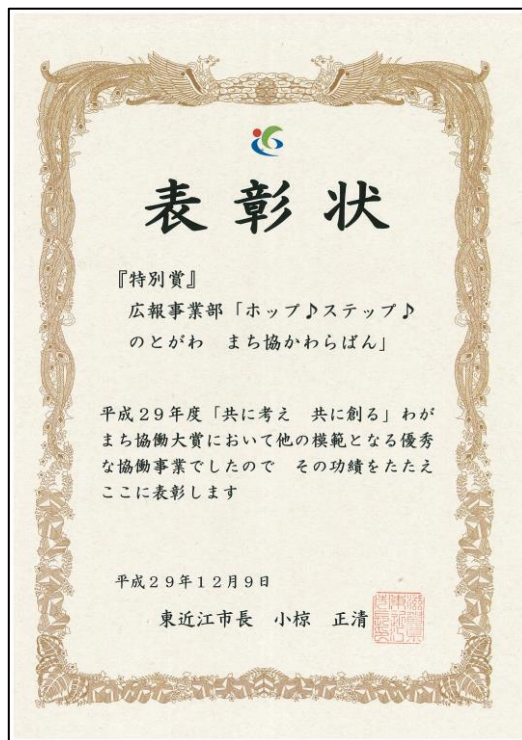 表彰状
『特別賞』
広報事業部「ホップ♪ステップ♪
のとがわ　まち協かわらばん」
平成29年度「共に考え　共に創る」わが
まち協働大賞において他の模範となる優秀
な協働事業でしたので　その功績をたたえ
ここに表彰します
平成29年12月9日
東近江市長　小椋　正清